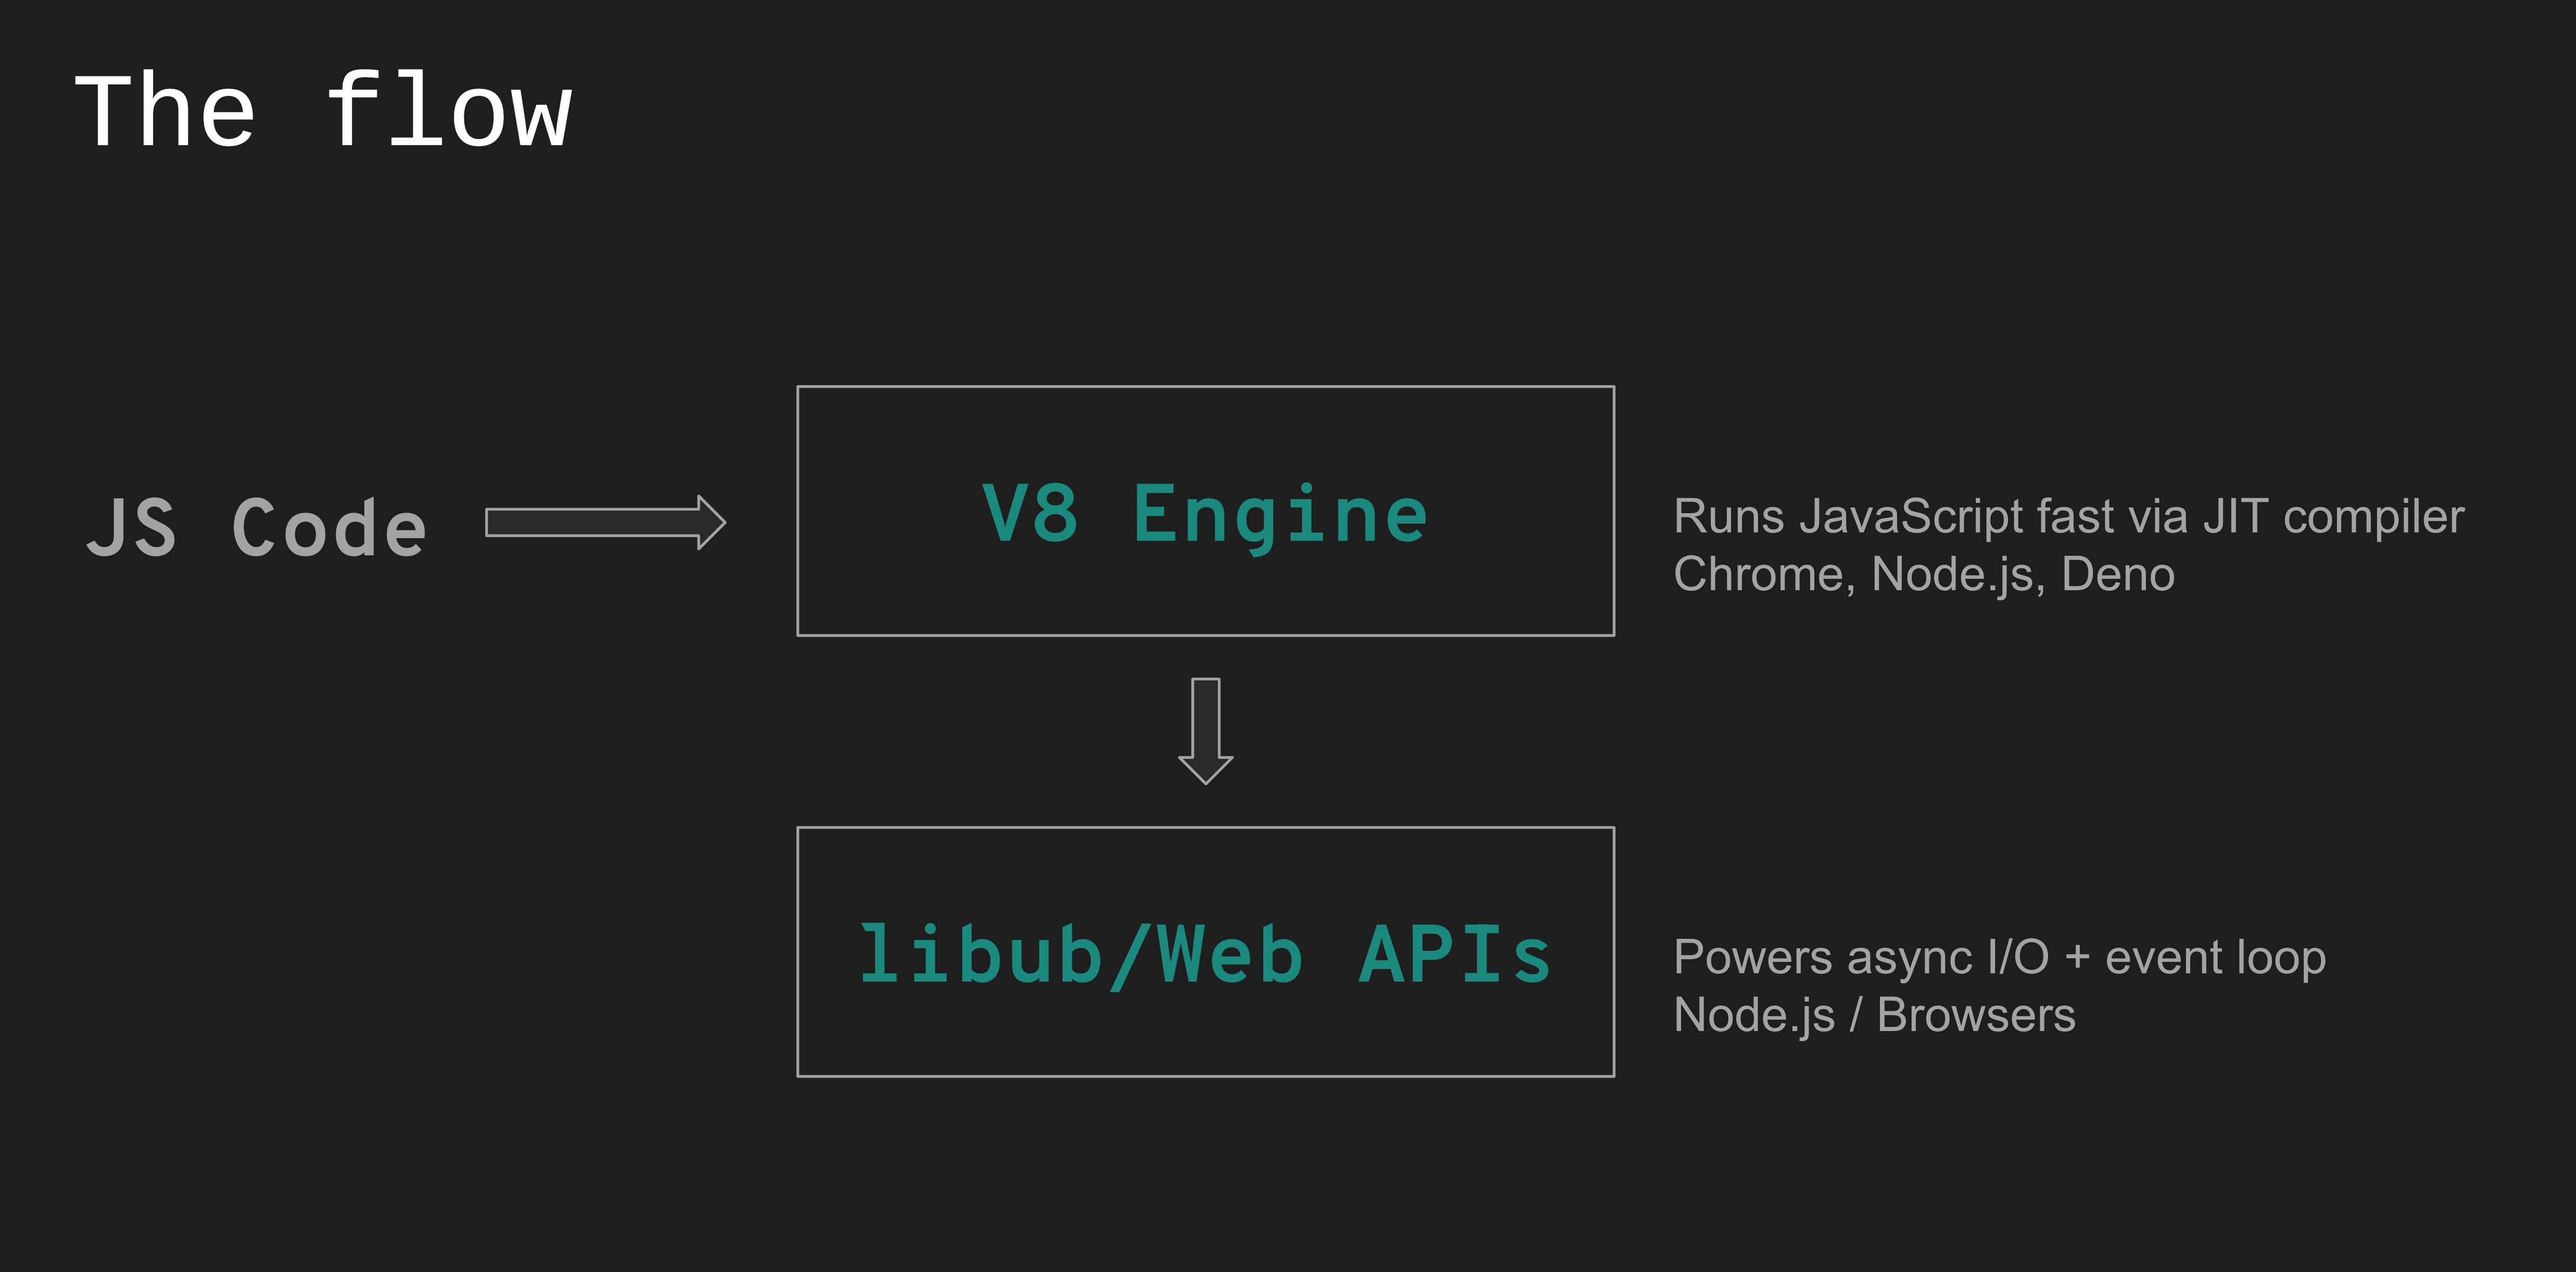 The flow
JS Code
V8 Engine
Runs JavaScript fast via JIT compiler
Chrome, Node.js, Deno
libub/Web APIs
Powers async I/O + event loop
Node.js / Browsers